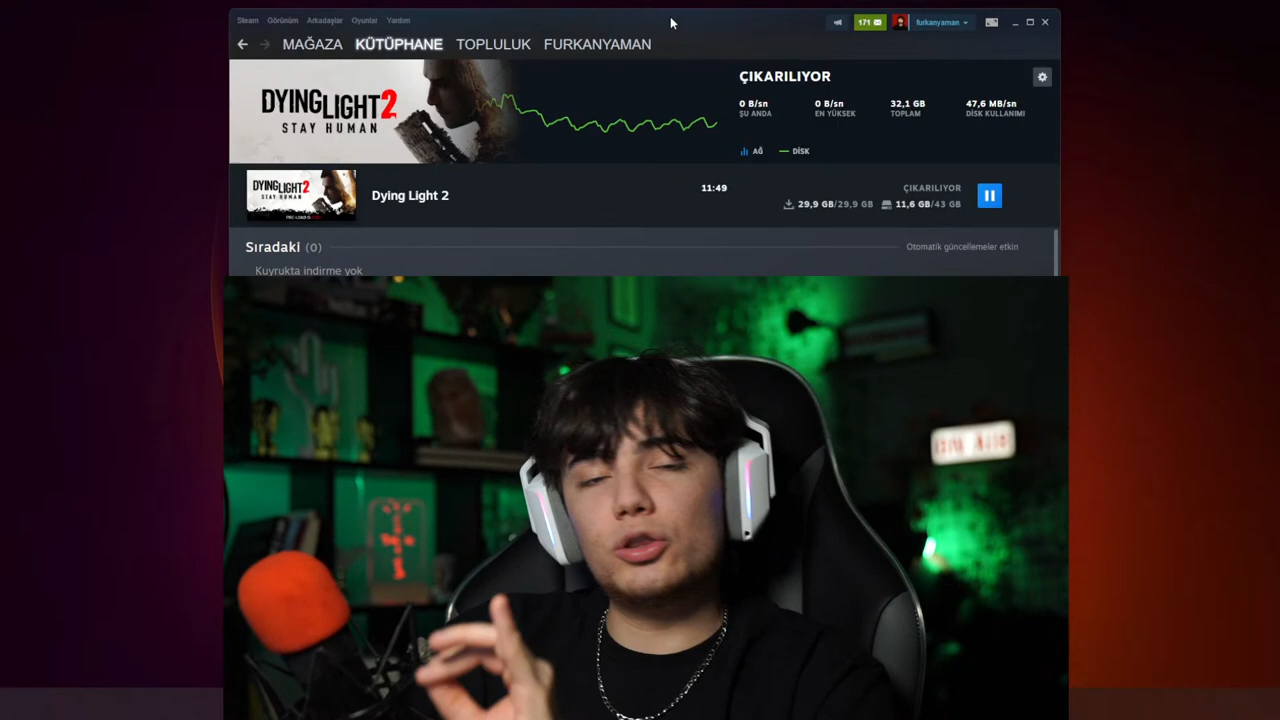 Steam Görünüm Arkadaşlar Oyunlar Yardım
171
furkanyaman
MAĞAZA KÜTÜPHANE TOPLULUK FURKANYAMAN
DYINGLIGHT2
STAY HUMAN
ÇIKARILIYOR
0 B/sn 0 B/sn 32,1 GB 47,6 MB/sn
ŞU ANDA EN YÜKSEK TOPLAM DİSK KULLANIMI
AĞ DİSK
DYING LIGHT 2
STAY HUMAN
Dying Light 2
11:49
ÇIKARILIYOR
29,9 GB/29,9 GB 11,6 GB/43 GB
Sıradaki (0)
Otomatik güncellemeler etkin
Kuyrukta indirme yok